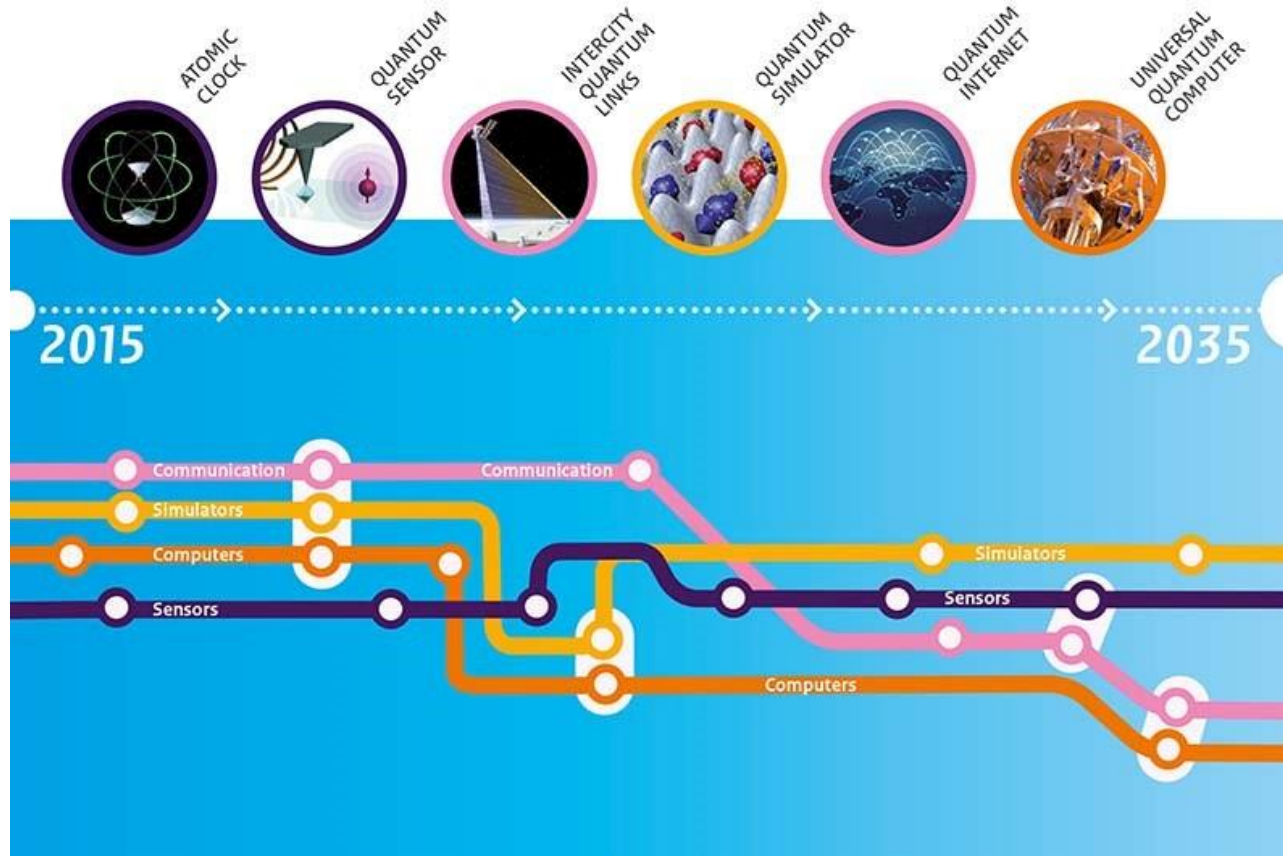 ATOMIC
CLOCK
QUANTUM
SENSOR
INTERCITY
QUANTUM
LINKS
QUANTUM
SIMULATOR
QUANTUM
INTERNET
UNIVERSAL
QUANTUM
COMPUTER
2015
2035
Communication
Communication
Simulators
Computers
Simulators
Sensors
Sensors
Computers